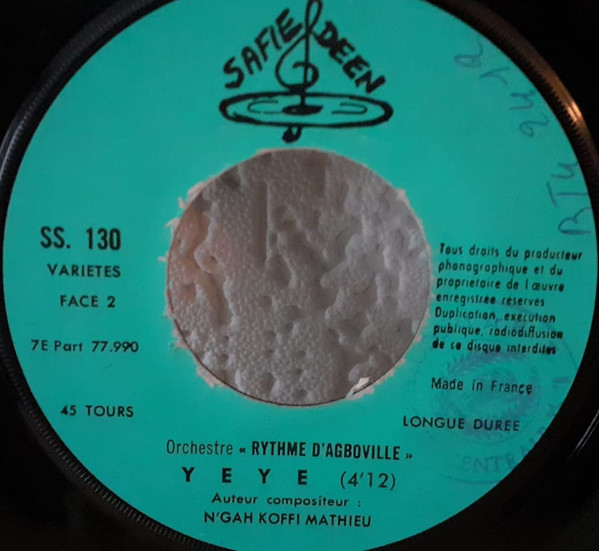 SAFIE DEEN
SS. 130
VARIETES
FACE 2
7E Part 77.990
45 TOURS
Tous droits du producteur
phonographique et du
proprietaire de l œuvre
enregistrée réservés
Duplication, exécution
publique, radiodiffusion
de ce disque interdites
Made in France
LONGUE DUREE
Orchestre « RYTHME D'AGBOVILLE »
Y E Y E (4'12)
Auteur compositeur :
N'GAH KOFFI MATHIEU